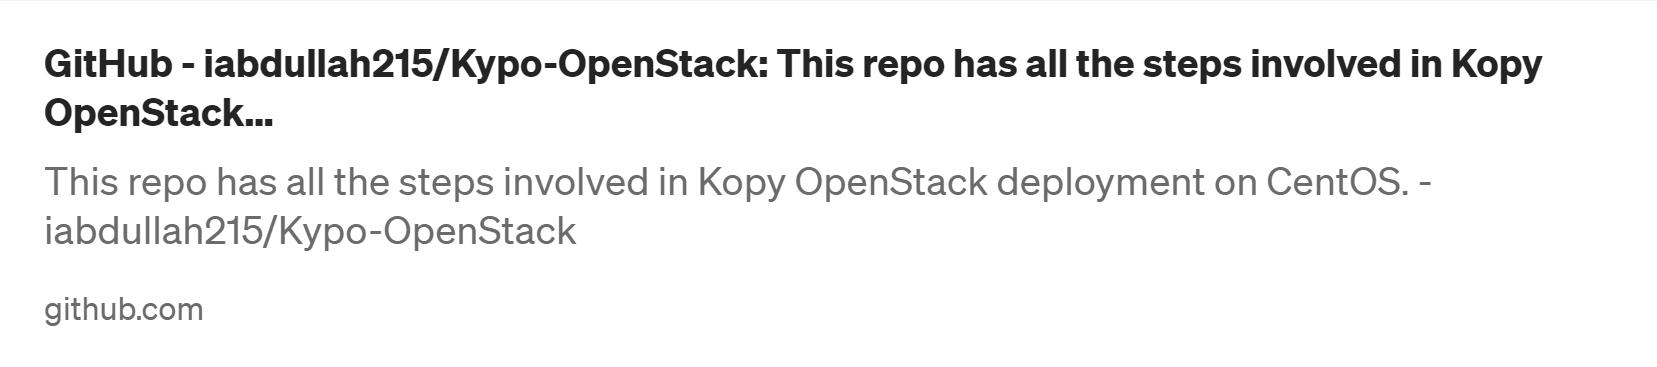 GitHub - iabdullah215/Kypo-OpenStack: This repo has all the steps involved in Kopy
OpenStack...
This repo has all the steps involved in Kopy OpenStack deployment on CentOS. -
iabdullah215/Kypo-OpenStack
github.com